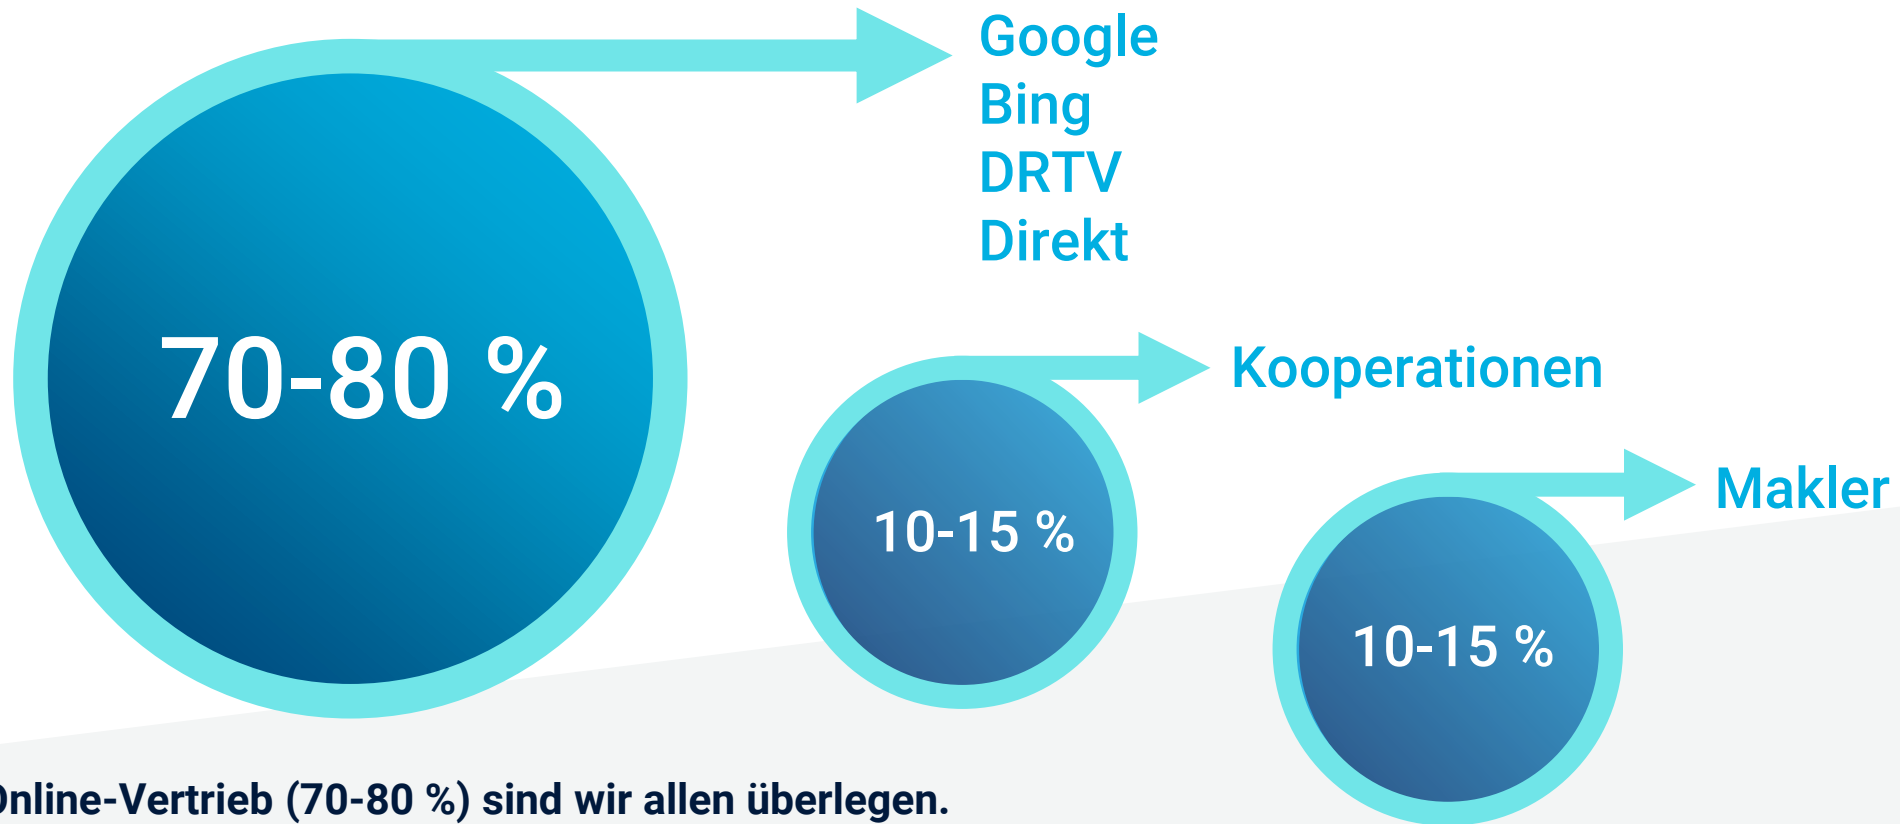 Google
Bing
DRTV
Direkt
70-80 %
Kooperationen
10-15 %
Makler
10-15 %
Online-Vertrieb (70-80 %) sind wir allen überlegen.